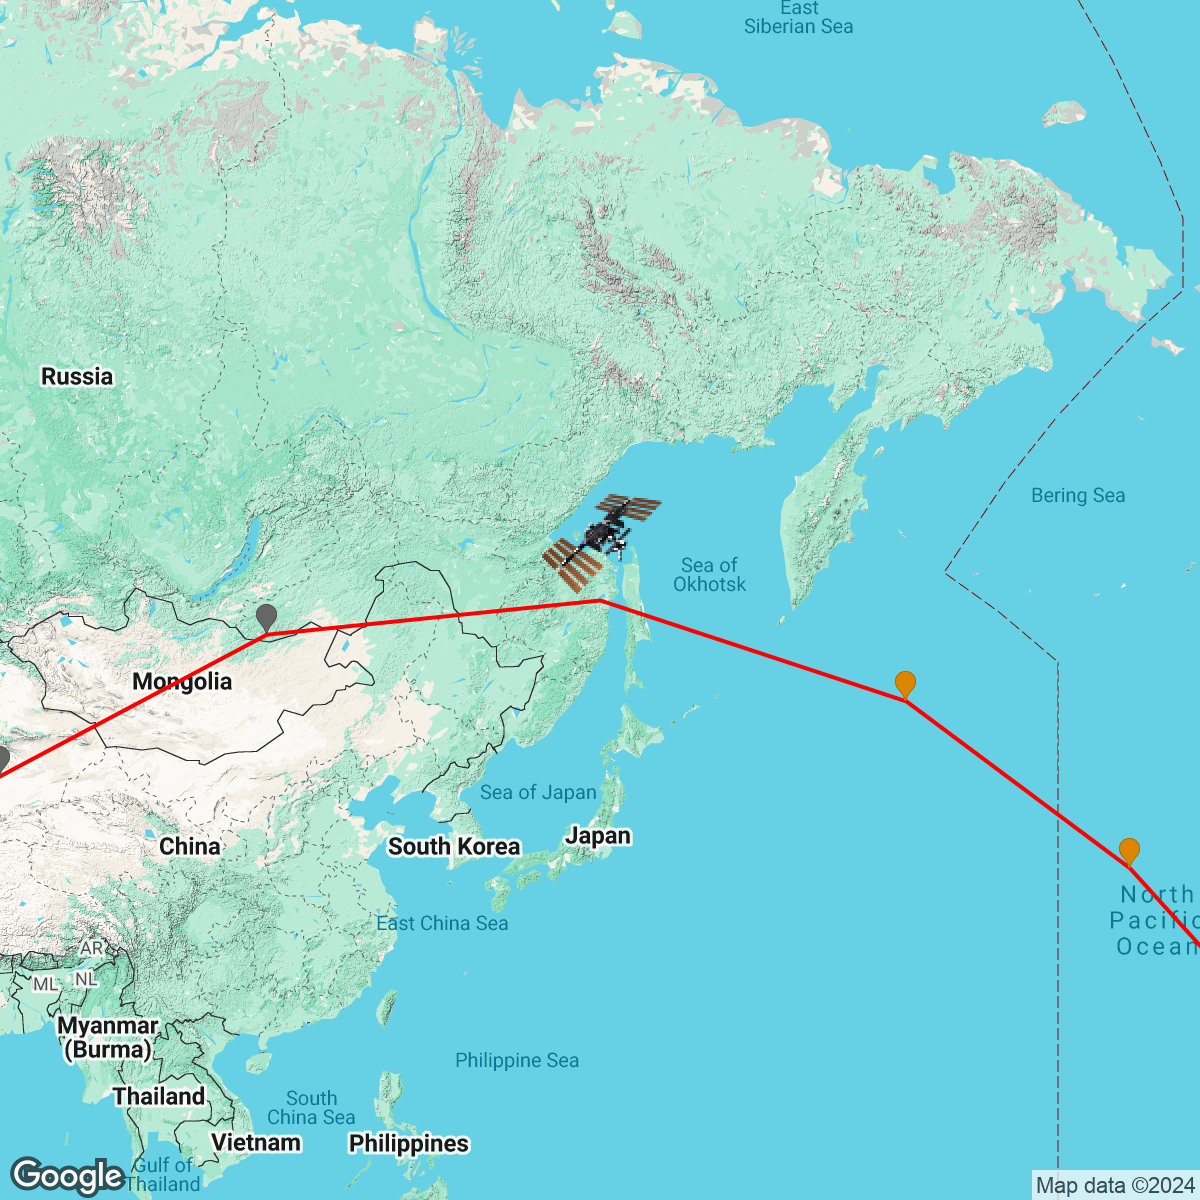 East
Siberian Sea
Russia
Bering Sea
Sea of
Okhotsk
Mongolia
Sea of Japan
Japan
China
South Korea
North
Pacific
Ocean
East China Sea
AR
NL
ML
Myanmar
(Burma)
Philippine Sea
Thailand
South
China Sea
Vietnam
Philippines
Gulf of
Thailand
Google
Map data ©2024